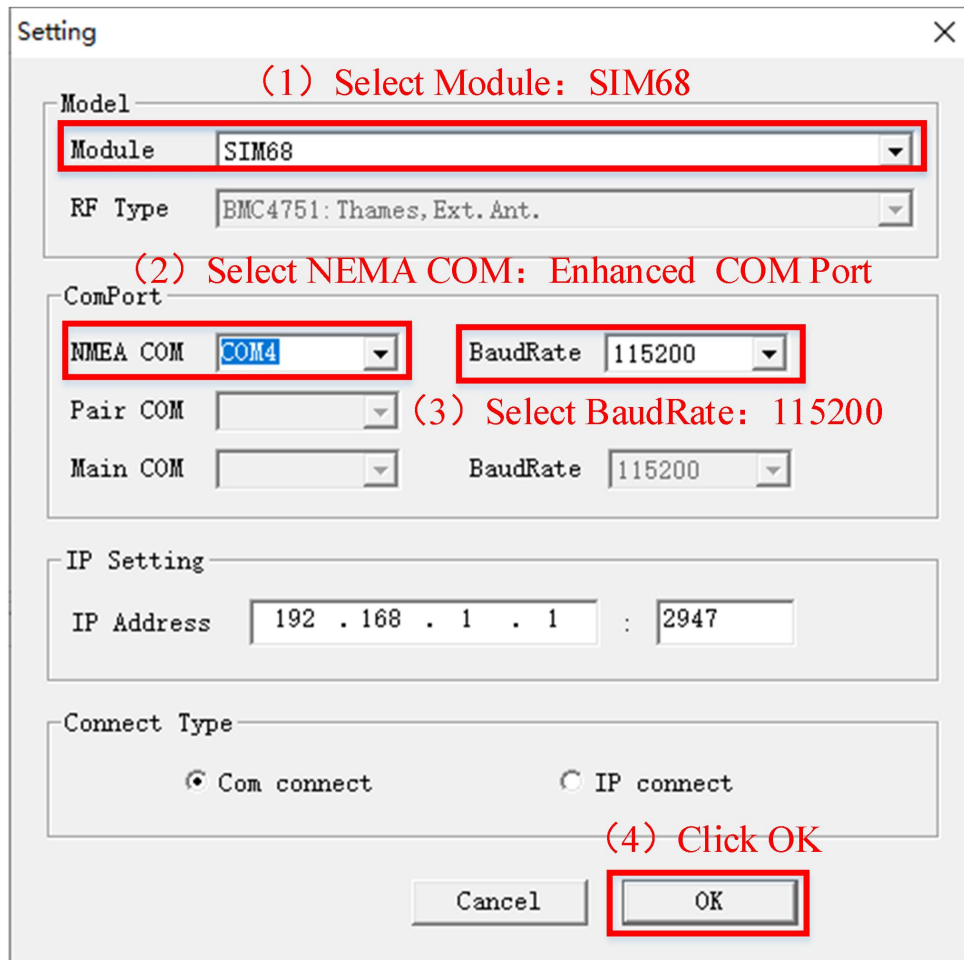 Setting
（1）Select Module：SIM68
Model
Module SIM68
RF Type BMC4751:Thames,Ext.Ant.
（2）Select NEMA COM：Enhanced COM Port
ComPort
NMEA COM COM4 BaudRate 115200
Pair COM
（3）Select BaudRate：115200
Main COM BaudRate 115200
IP Setting
IP Address 192 . 168 . 1 . 1 : 2947
Connect Type
Com connect IP connect
（4）Click OK
Cancel OK